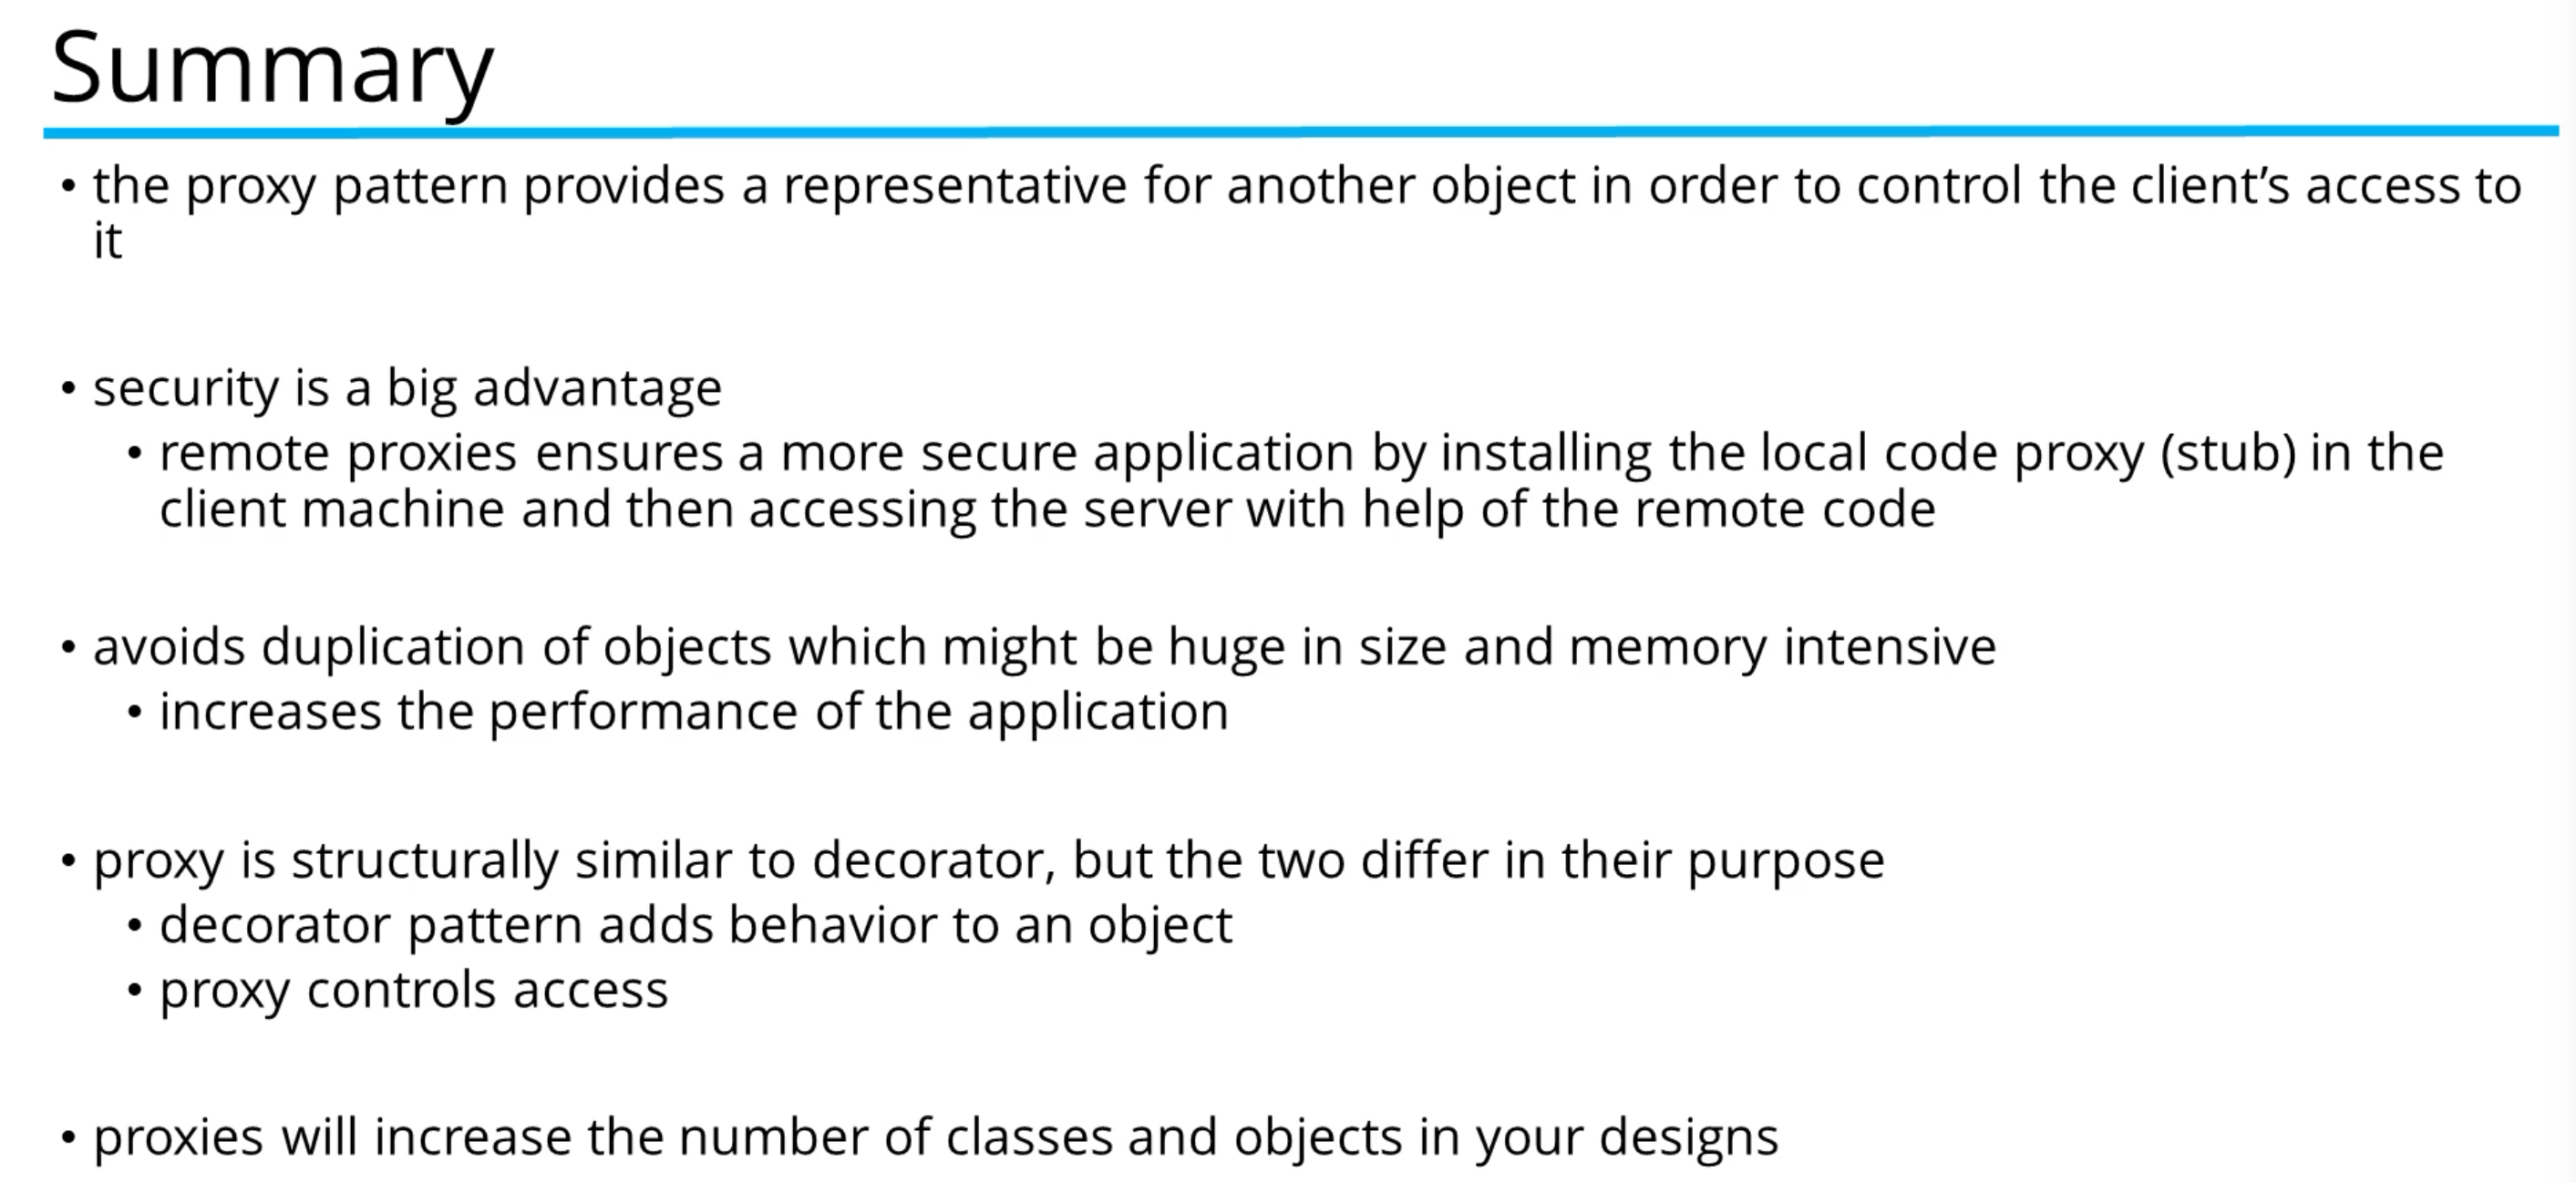 Summary
• the proxy pattern provides a representative for another object in order to control the client’s access to
it
• security is a big advantage
• remote proxies ensures a more secure application by installing the local code proxy (stub) in the
client machine and then accessing the server with help of the remote code
• avoids duplication of objects which might be huge in size and memory intensive
• increases the performance of the application
• proxy is structurally similar to decorator, but the two differ in their purpose
• decorator pattern adds behavior to an object
• proxy controls access
• proxies will increase the number of classes and objects in your designs